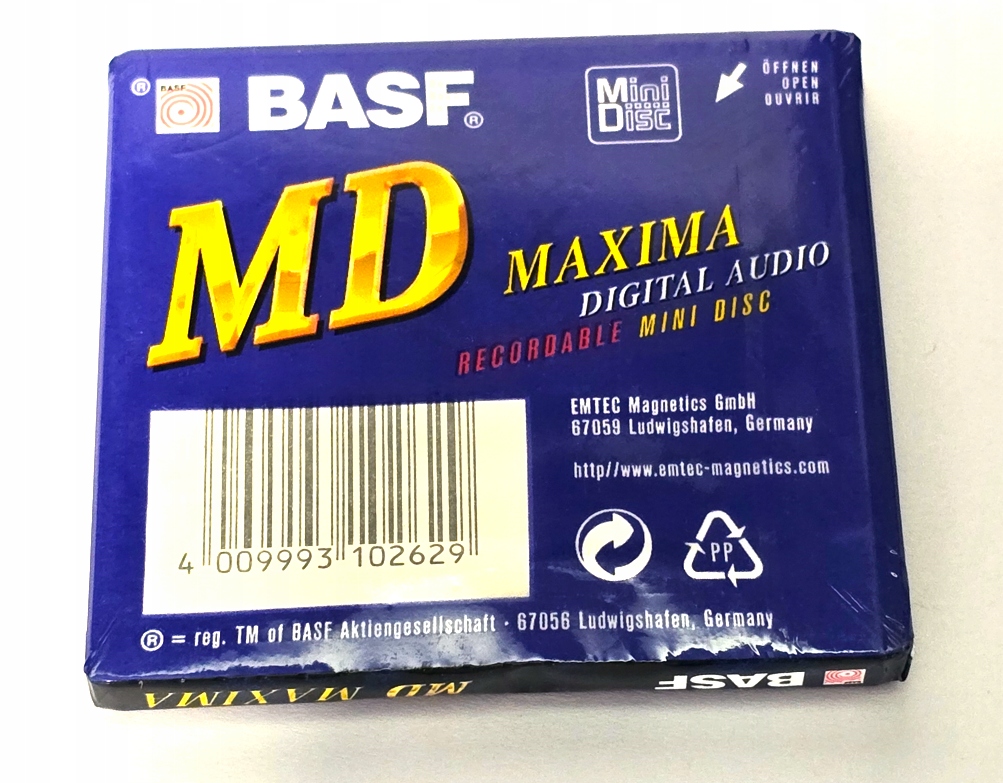 ® BASF BASF®
Mini Disc
ÖFFNEN
OPEN
OUVRIR
MD
MAXIMA
DIGITAL AUDIO
RECORDABLE MINI DISC
EMTEC Magnetics GmbH
67059 Ludwigshafen, Germany
http//www.emtec-magnetics.com
PP
4 009993 102629
® = reg. TM of BASF Aktiengesellschaft · 67056 Ludwigshafen, Germany
BASF MD MAXIMA